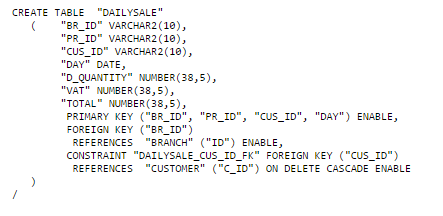 CREATE TABLE  "DAILYSALE"
   (    "BR_ID" VARCHAR2(10),
        "PR_ID" VARCHAR2(10),
        "CUS_ID" VARCHAR2(10),
        "DAY" DATE,
        "D_QUANTITY" NUMBER(38,5),
        "VAT" NUMBER(38,5),
        "TOTAL" NUMBER(38,5),
         PRIMARY KEY ("BR_ID", "PR_ID", "CUS_ID", "DAY") ENABLE,
         FOREIGN KEY ("BR_ID")
          REFERENCES  "BRANCH" ("ID") ENABLE,
         CONSTRAINT "DAILYSALE_CUS_ID_FK" FOREIGN KEY ("CUS_ID")
          REFERENCES  "CUSTOMER" ("C_ID") ON DELETE CASCADE ENABLE
   )
/